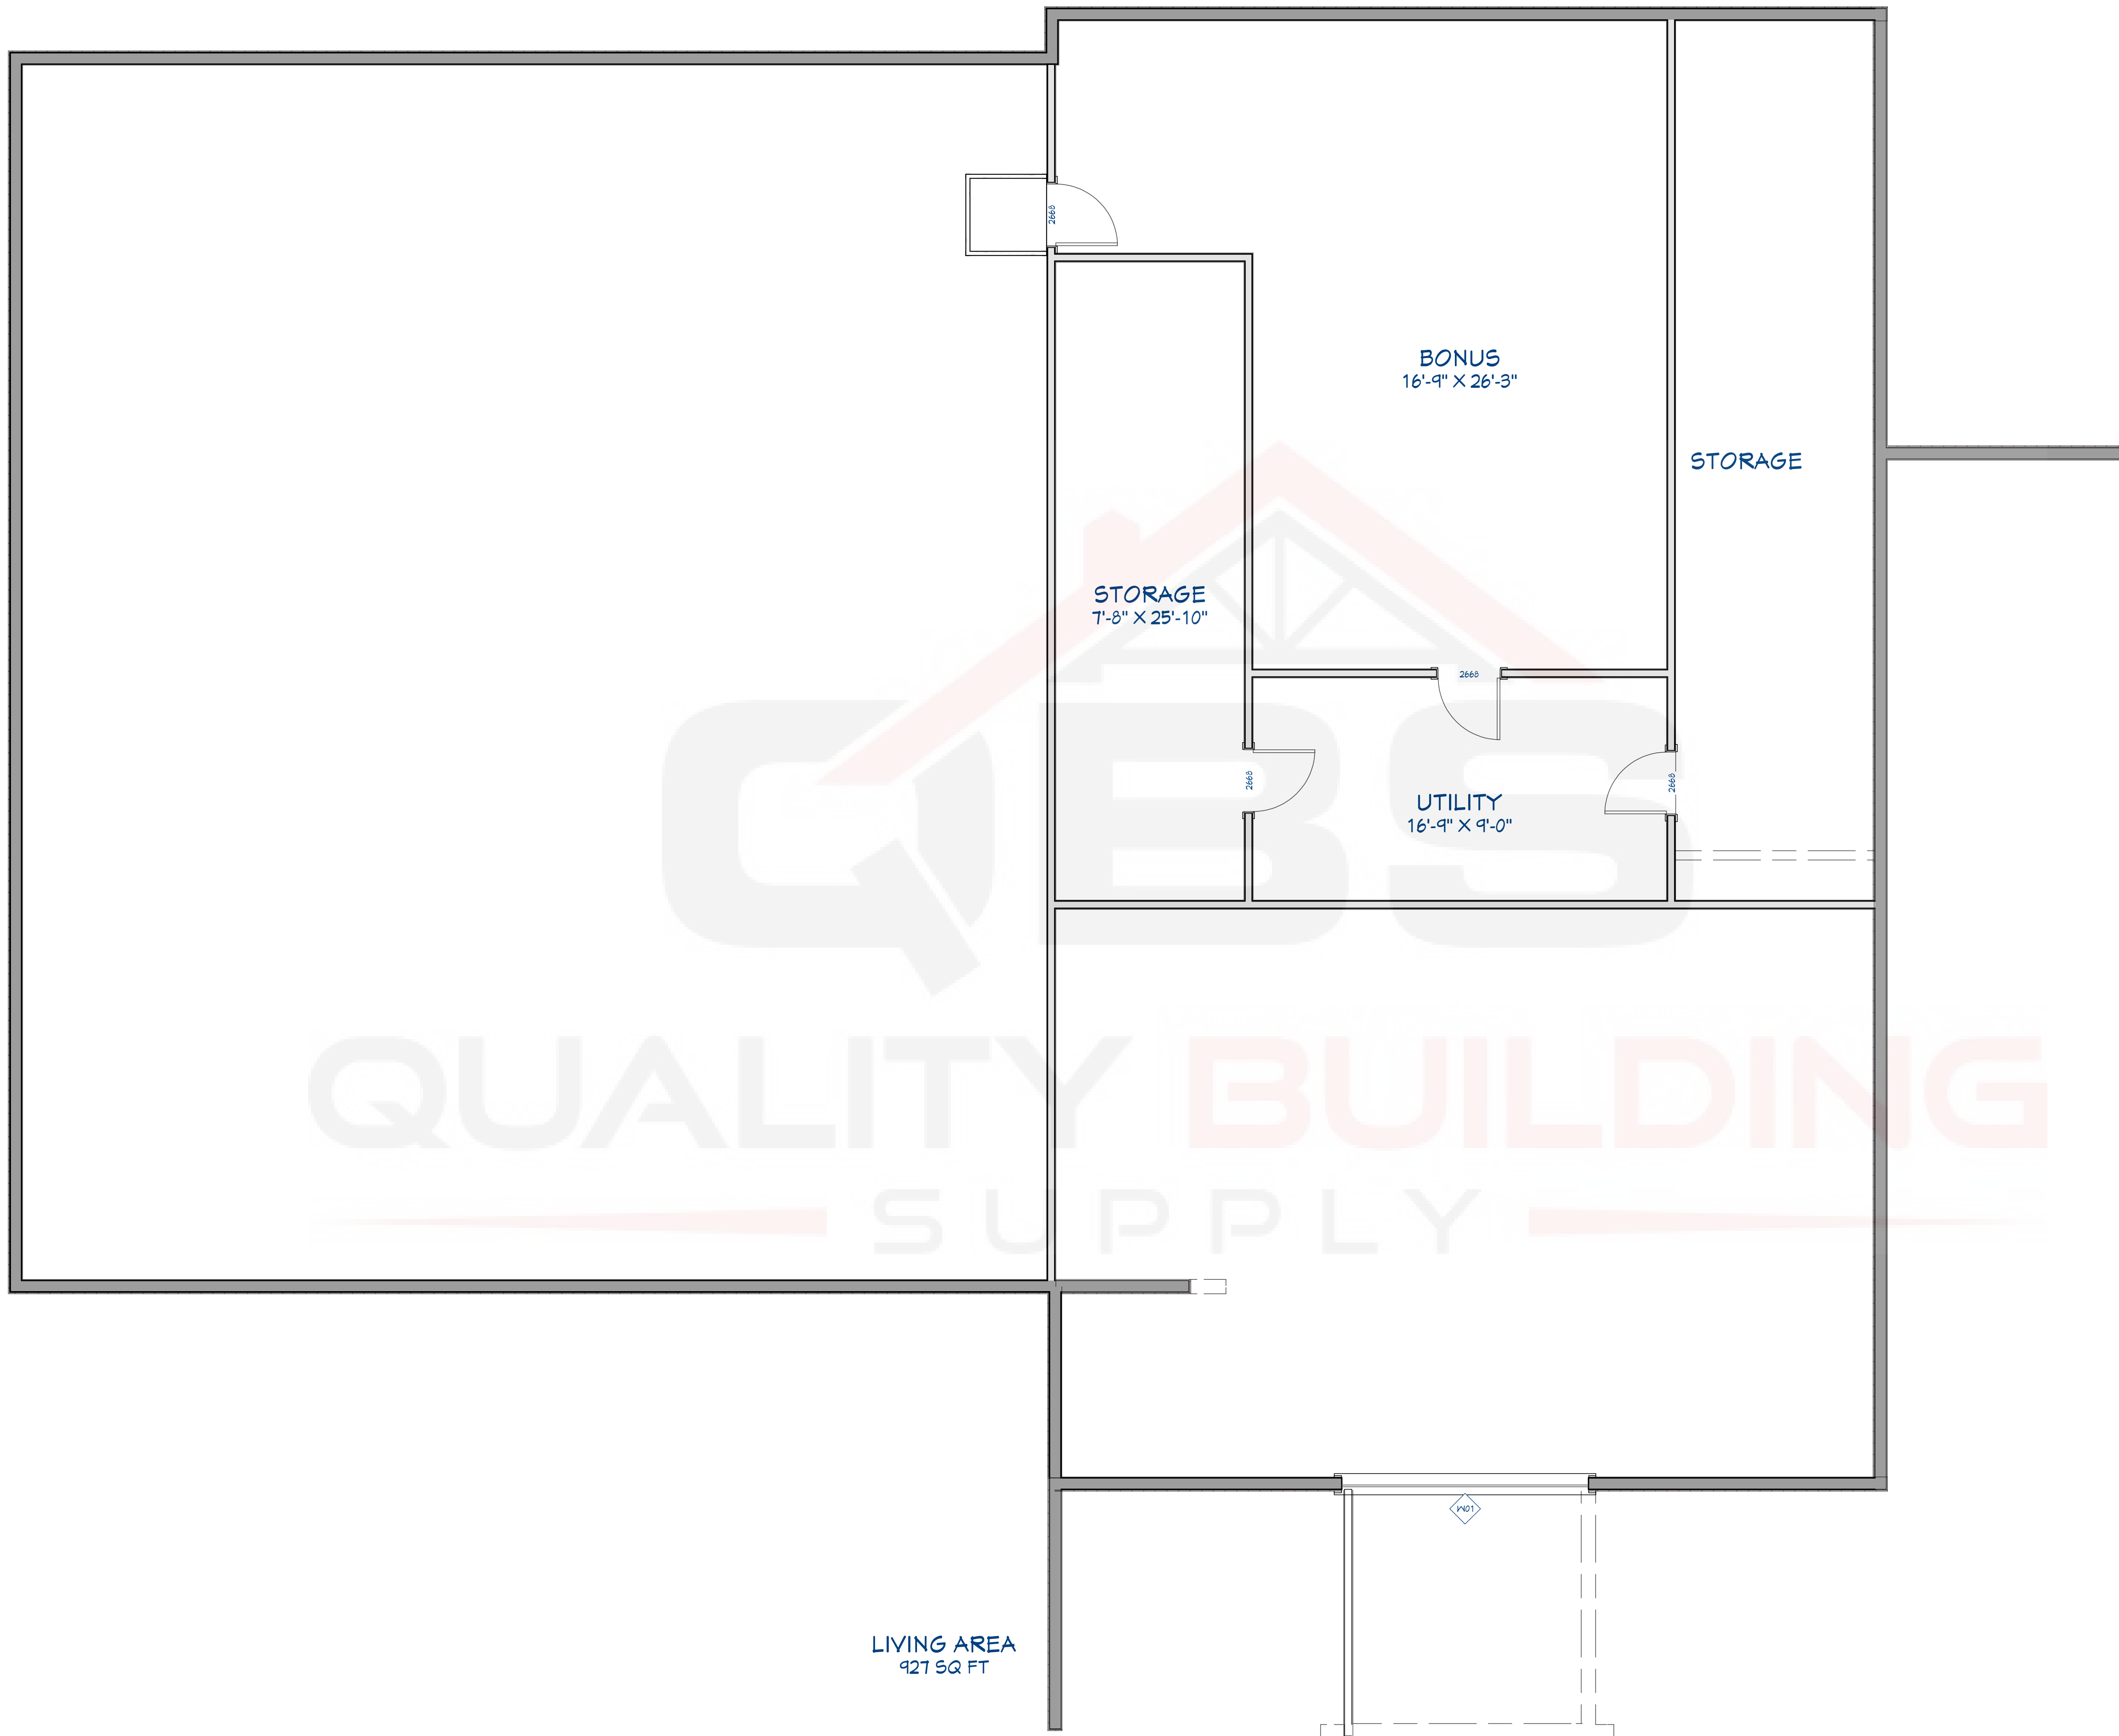 2668
BONUS
16'-9" X 26'-3"
STORAGE
STORAGE
7'-8" X 25'-10"
2668
2668
2668
UTILITY
16'-9" X 9'-0"
QBS
QUALITY BUILDING
SUPPLY
W01
LIVING AREA
927 SQ FT